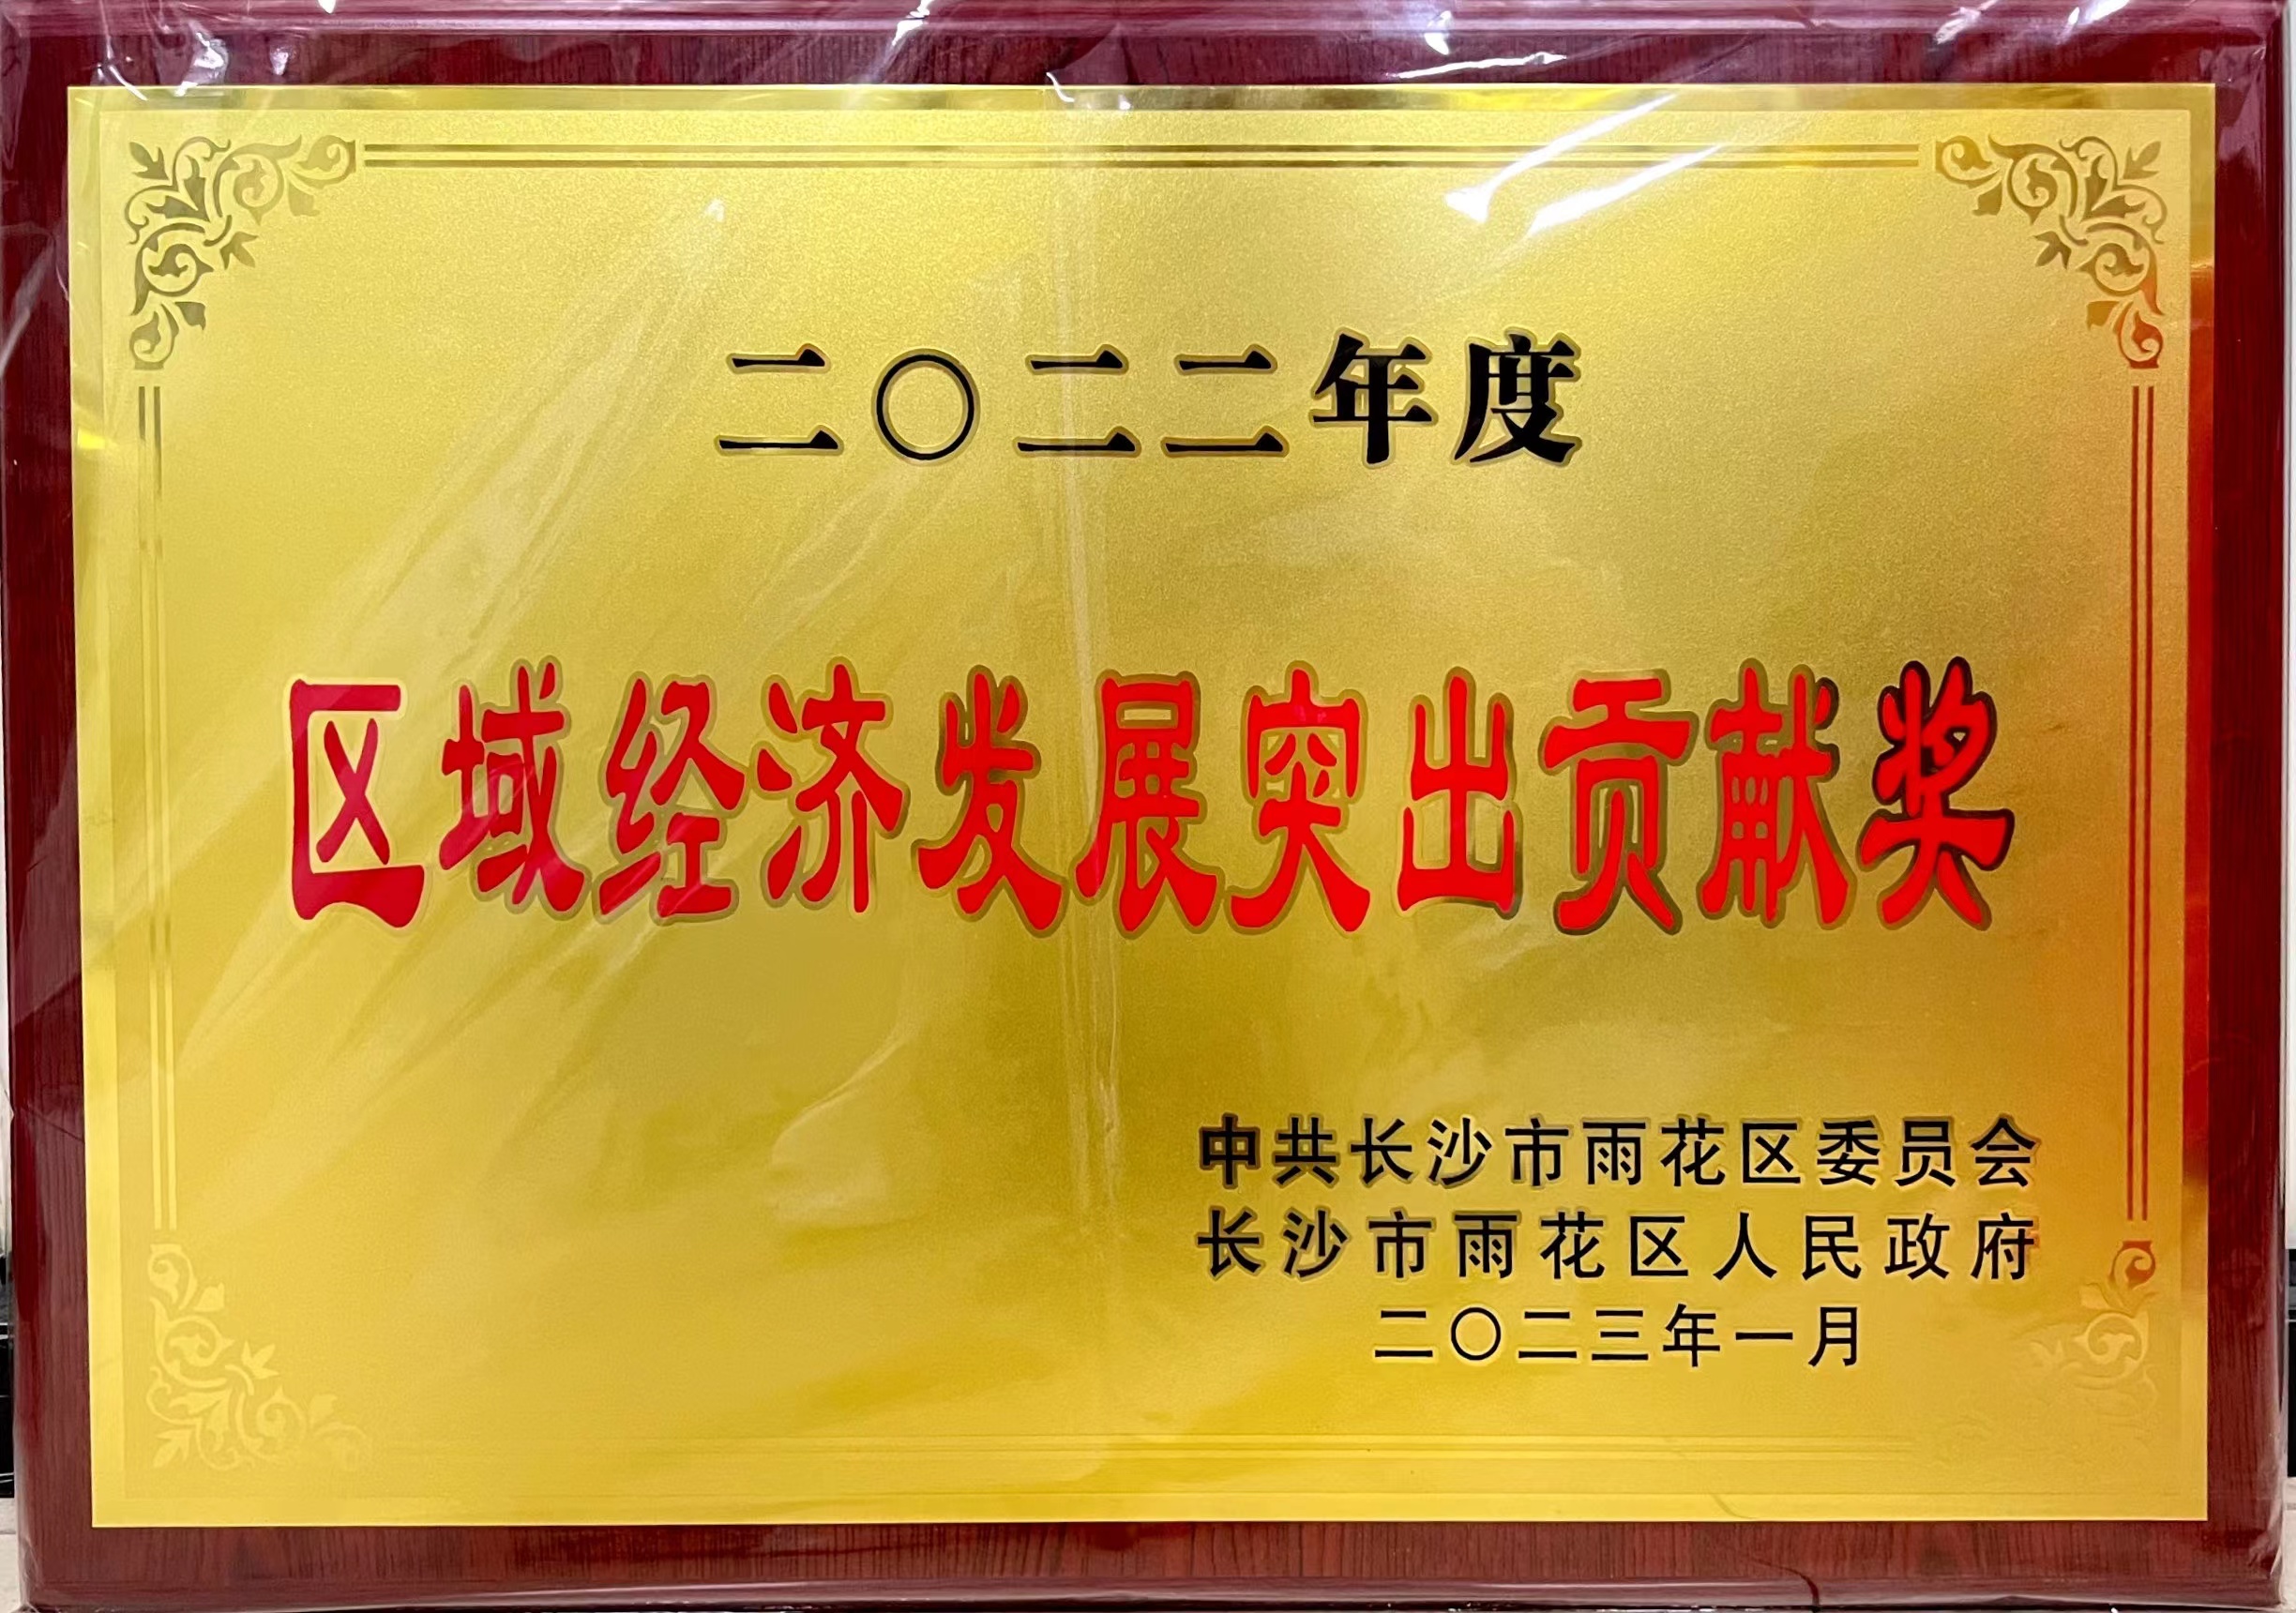 二〇二二年度
区域经济发展突出贡献奖
中共长沙市雨花区委员会
长沙市雨花区人民政府
二〇二三年一月